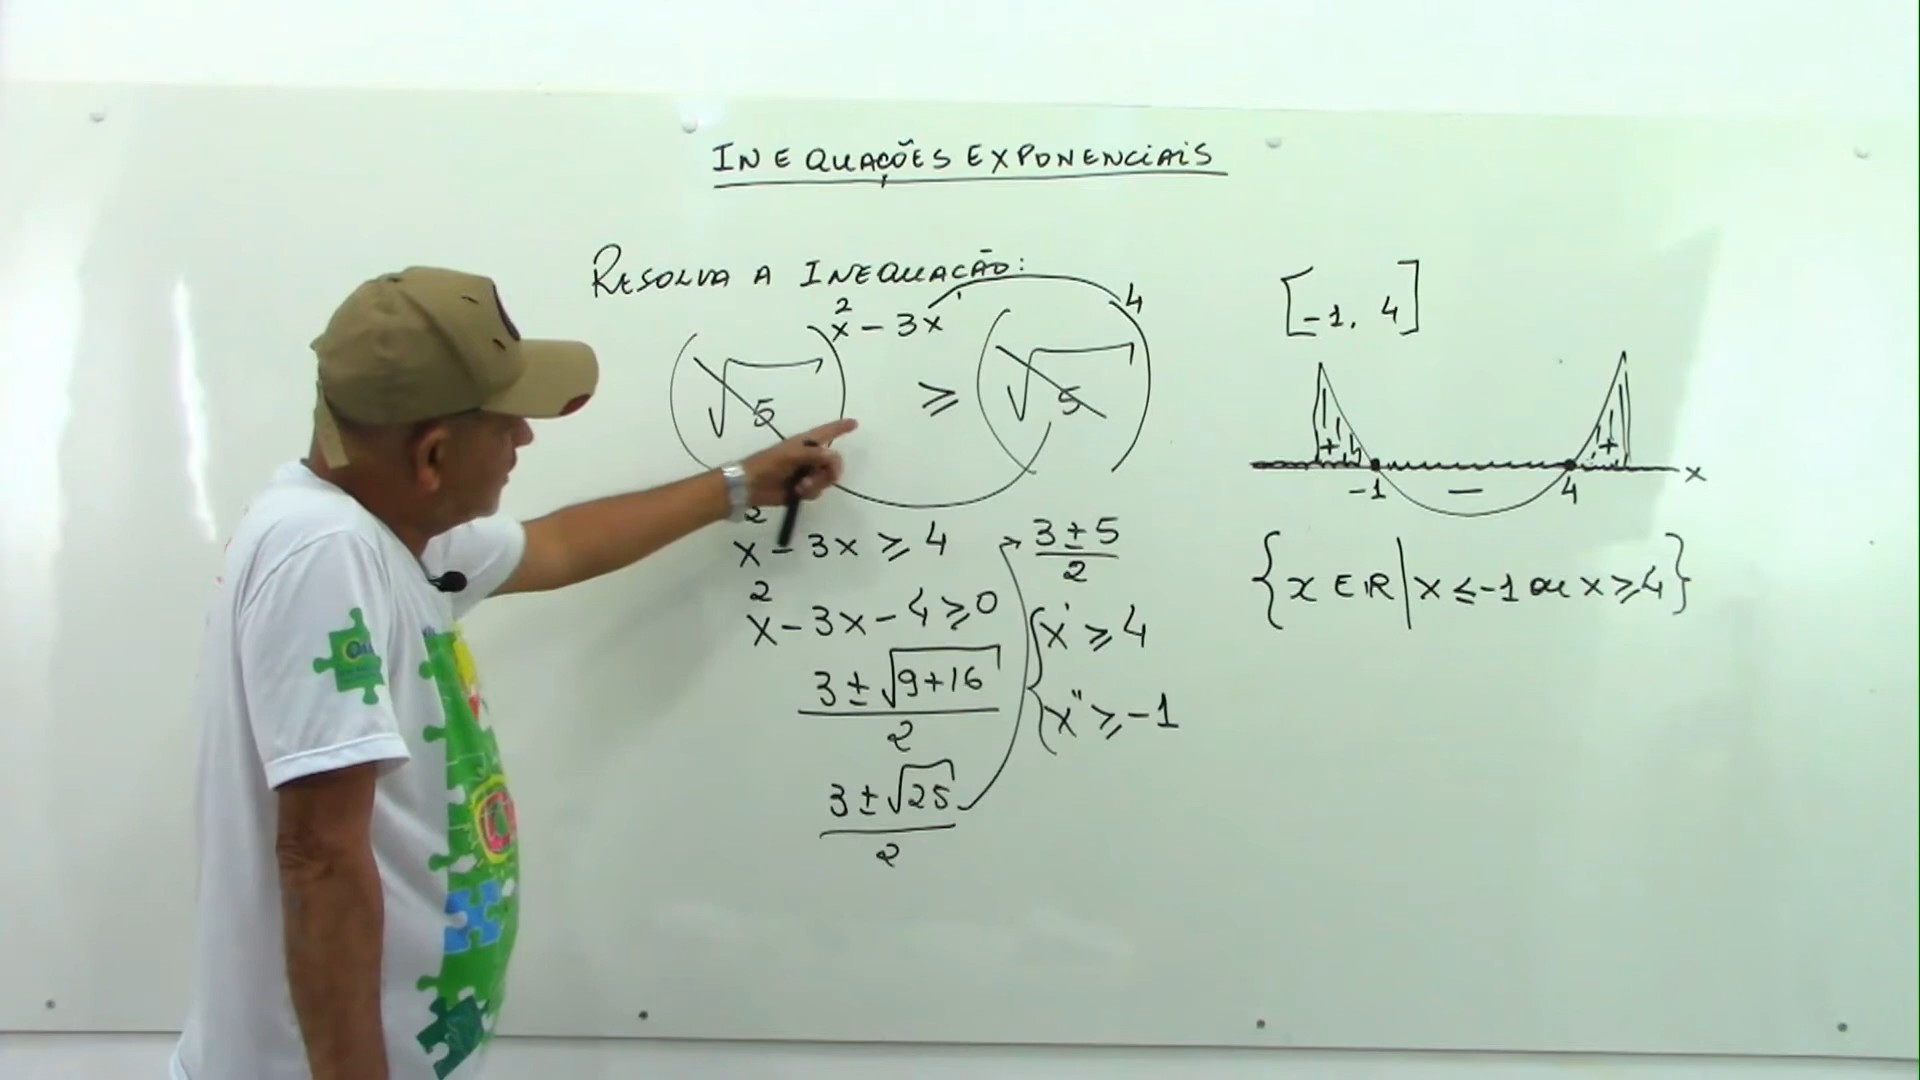 INEQUAÇÕES EXPONENCIAIS
RESOLVA A INEQUAÇÃO:
(√5)^x²-3x ≥ (√5)^4
x² - 3x ≥ 4
x² - 3x - 4 ≥ 0
3 ± √9+16 / 2
3 ± √25 / 2
→ 3 ± 5 / 2
x' ≥ 4
x" ≥ -1
[-1, 4]
+ +
-1 - 4 x
{x ∈ R | x ≤ -1 ou x ≥ 4}